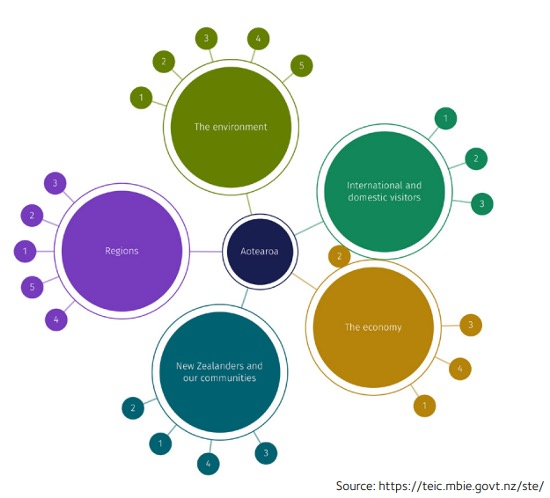 3
4
2
5
1
The environment
1
2
3
International and
domestic visitors
3
2
1
5
4
Regions
Aotearoa
2
The economy
3
4
1
New Zealanders and
our communities
2
1
4
3
Source: https://teic.mbie.govt.nz/ste/